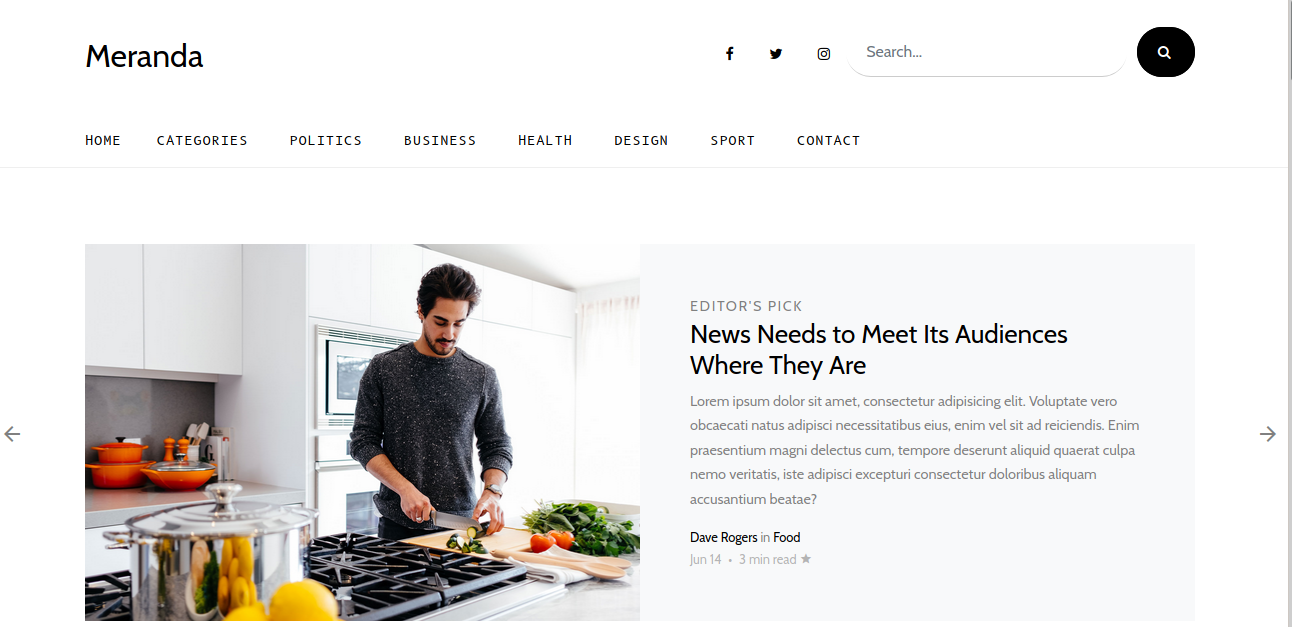 Meranda
Search...
HOME CATEGORIES POLITICS BUSINESS HEALTH DESIGN SPORT CONTACT
EDITOR'S PICK
News Needs to Meet Its Audiences
Where They Are
Lorem ipsum dolor sit amet, consectetur adipisicing elit. Voluptate vero
obcaecati natus adipisci necessitatibus eius, enim vel sit ad reiciendis. Enim
praesentium magni delectus cum, tempore deserunt aliquid quaerat culpa
nemo veritatis, iste adipisci excepturi consectetur doloribus aliquam
accusantium beatae?
Dave Rogers in Food
Jun 14 • 3 min read ★